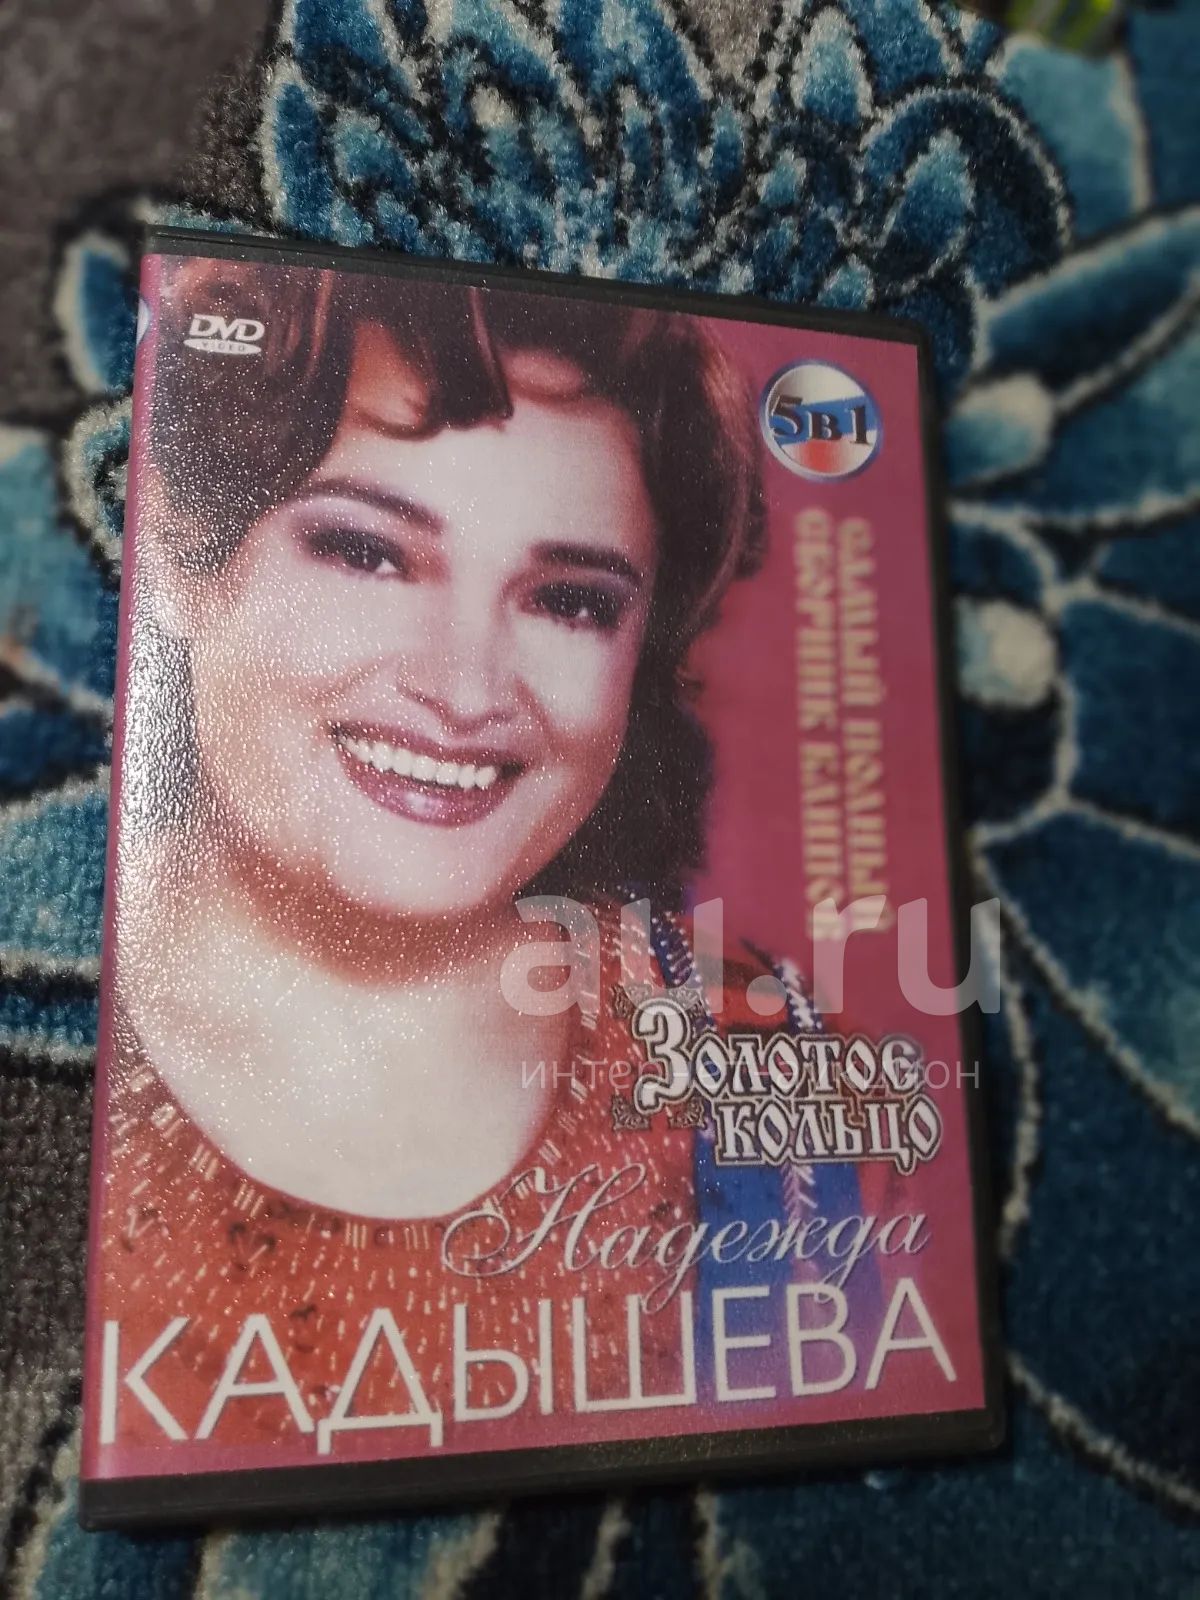 DVD
VIDEO
5В1
САМЫЙ ПОЛНЫЙ
СБОРНИК КЛИПОВ
au.ru
интернет-аукцион
ЗОЛОТОЕ
КОЛЬЦО
Надежда
КАДЫШЕВА